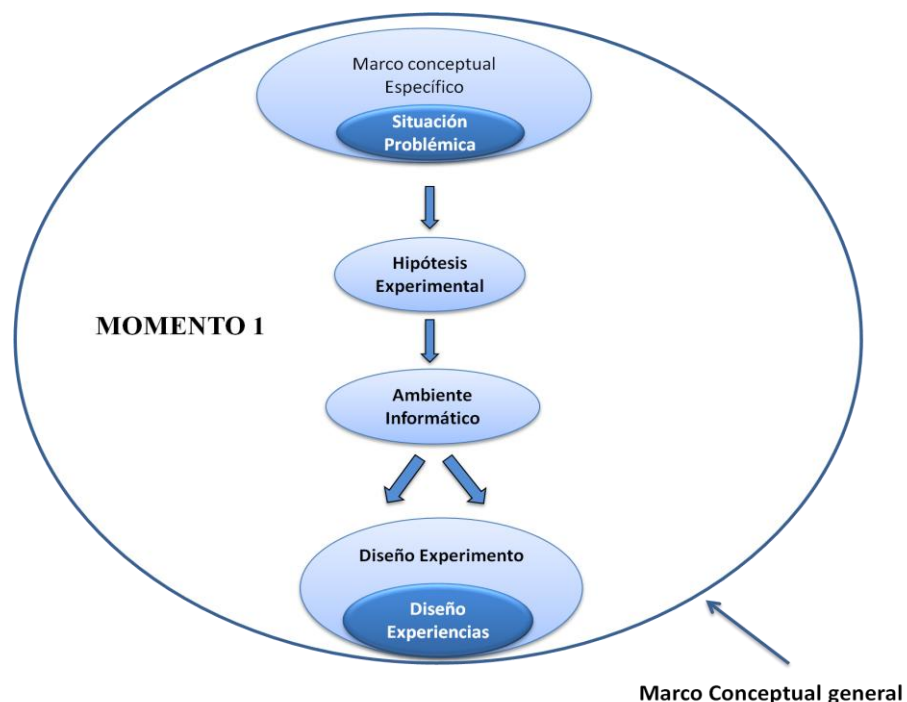 Marco conceptual
Específico
Situación
Problémica
Hipótesis
Experimental
MOMENTO 1
Ambiente
Informático
Diseño Experimento
Diseño
Experiencias
Marco Conceptual general